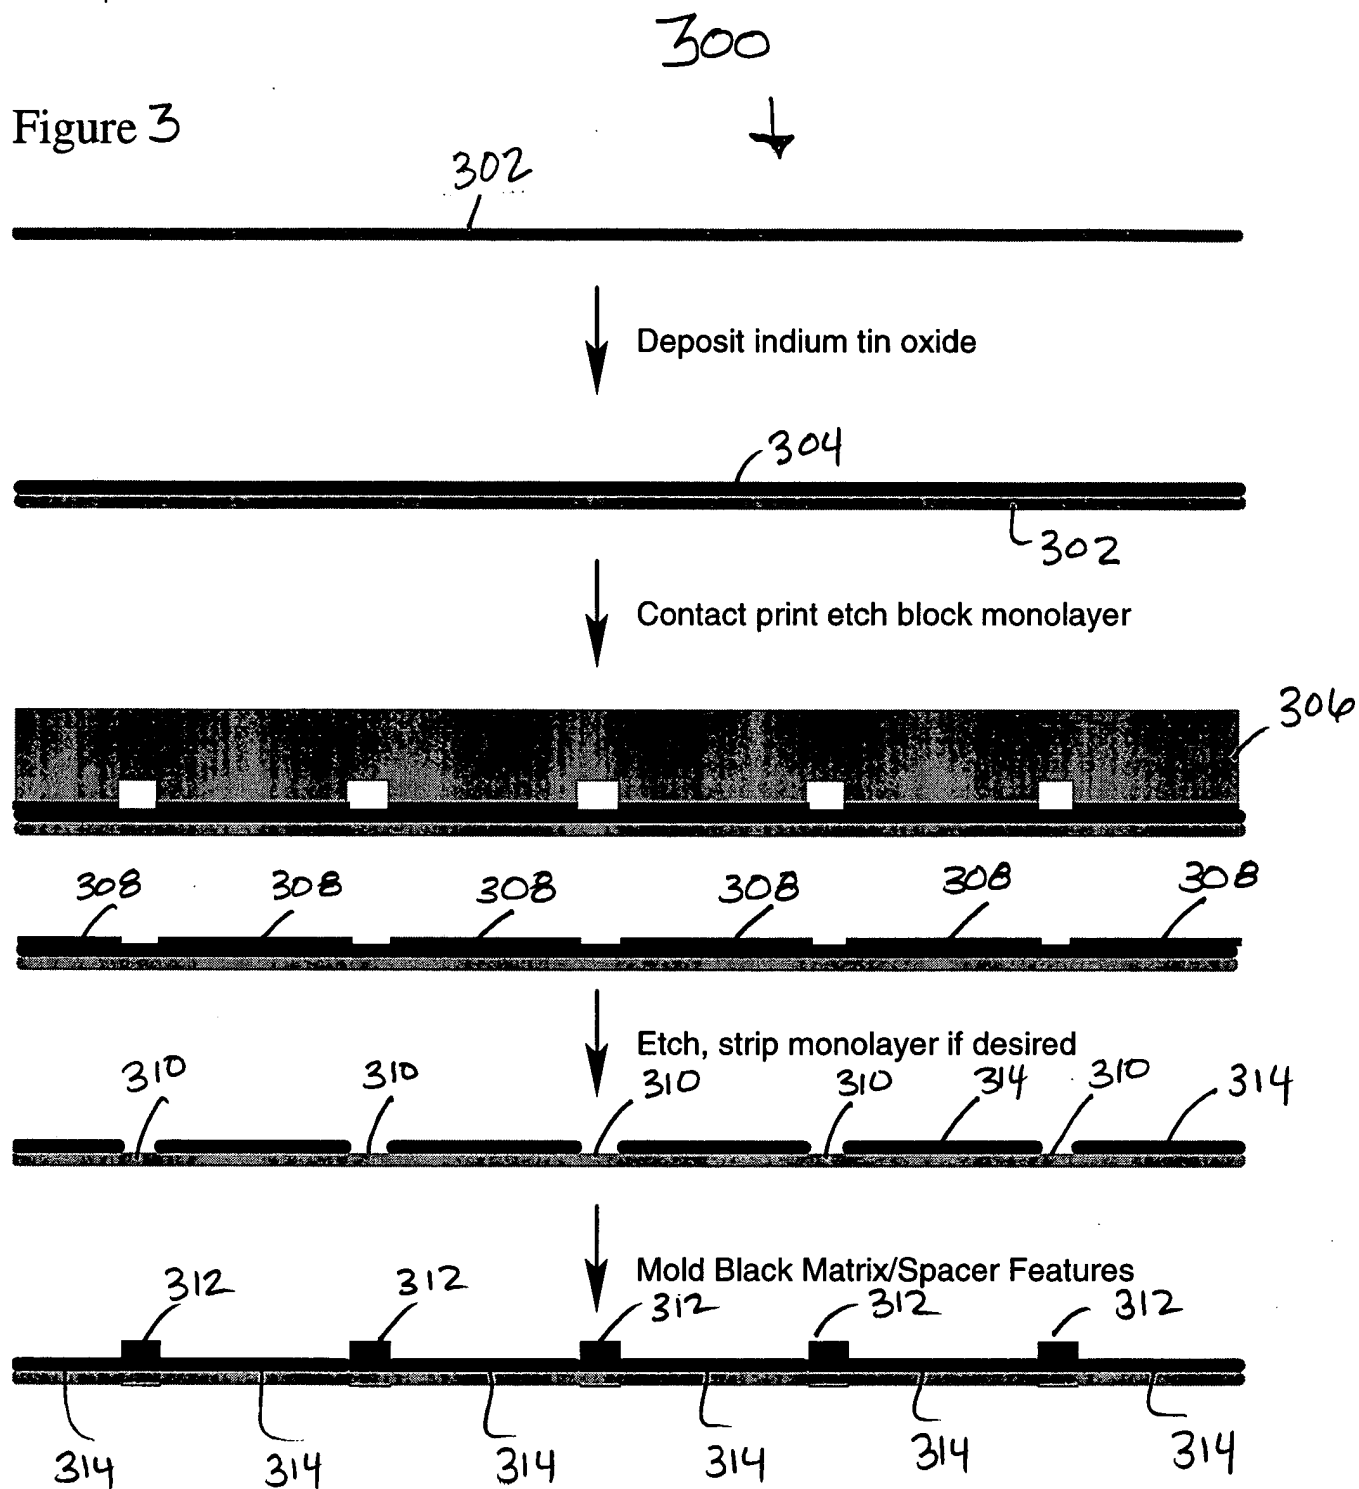 300
Figure 3
302
Deposit indium tin oxide
304
302
Contact print etch block monolayer
306
308 308 308 308 308 308
Etch, strip monolayer if desired
310 310 310 310 314 310 314
Mold Black Matrix/Spacer Features
312 312 312 312 312
314 314 314 314 314 314